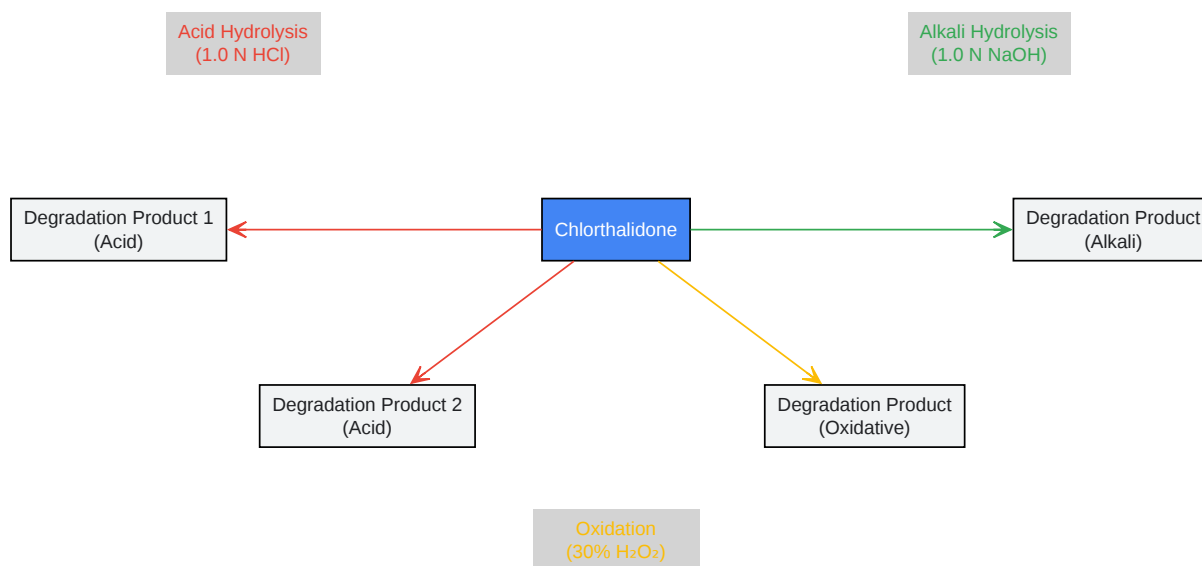 Acid Hydrolysis
(1.0 N HCl)
Alkali Hydrolysis
(1.0 N NaOH)
Degradation Product 1
(Acid)
Chlorthalidone
Degradation Product
(Alkali)
Degradation Product 2
(Acid)
Degradation Product
(Oxidative)
Oxidation
(30% H₂O₂)